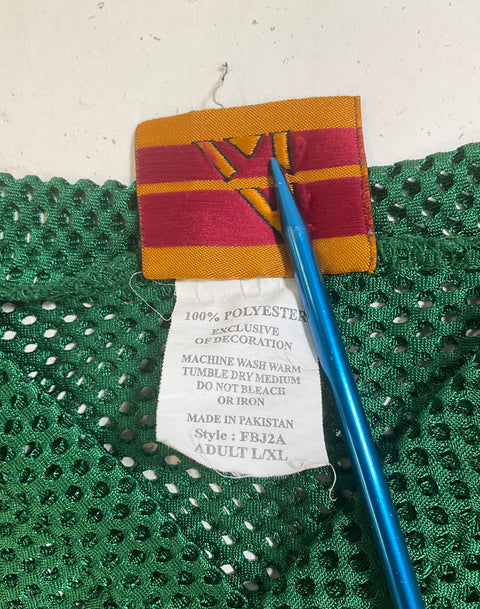 100% POLYESTER
EXCLUSIVE
OF DECORATION
MACHINE WASH WARM
TUMBLE DRY MEDIUM
DO NOT BLEACH
OR IRON
MADE IN PAKISTAN
Style : FBJ2A
ADULT L/XL